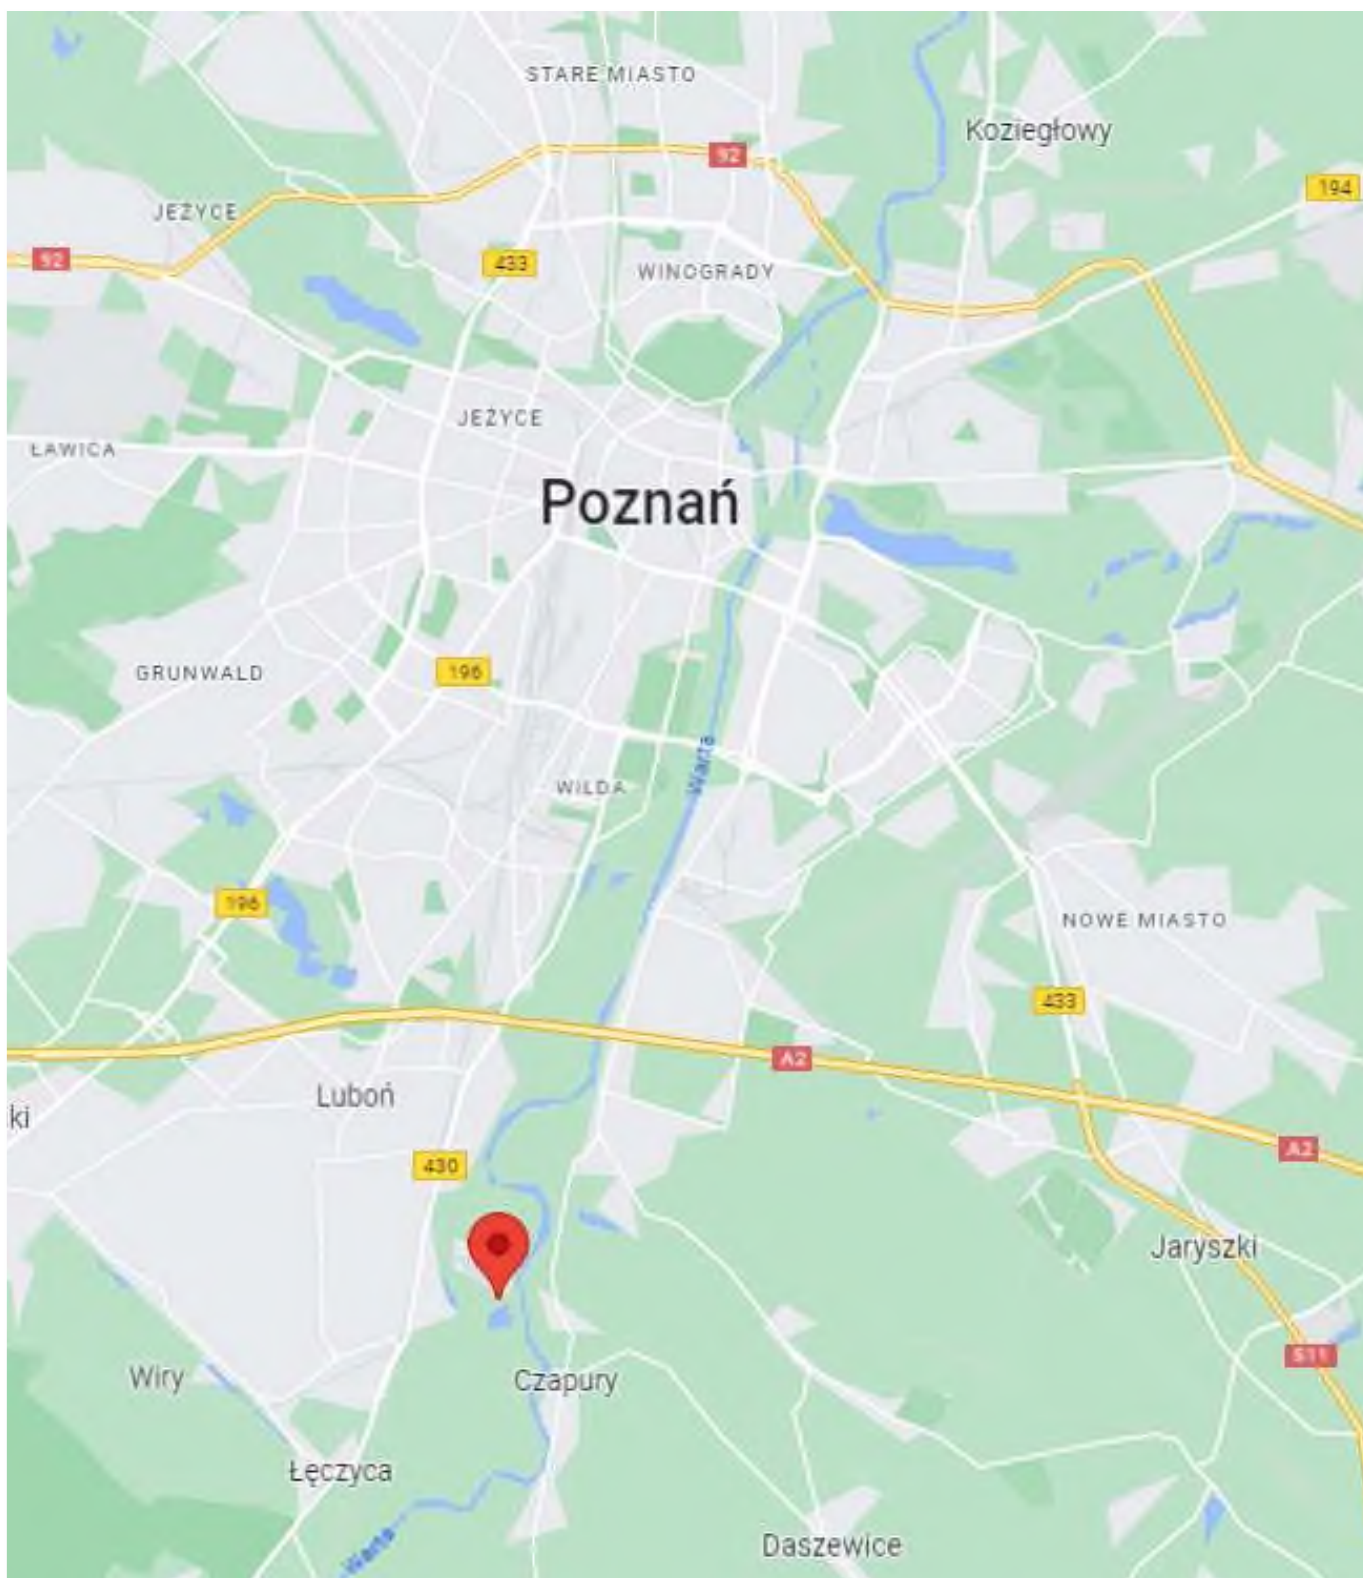 STARE MIASTO
Koziegłowy
92
194
JEŻYCE
92
433
WINOGRADY
JEŻYCE
ŁAWICA
Poznań
GRUNWALD
196
Warta
WILDA
196
NOWE MIASTO
433
A2
Luboń
ki
A2
430
Jaryszki
S11
Wiry
Czapury
Łęczyca
Warta
Daszewice